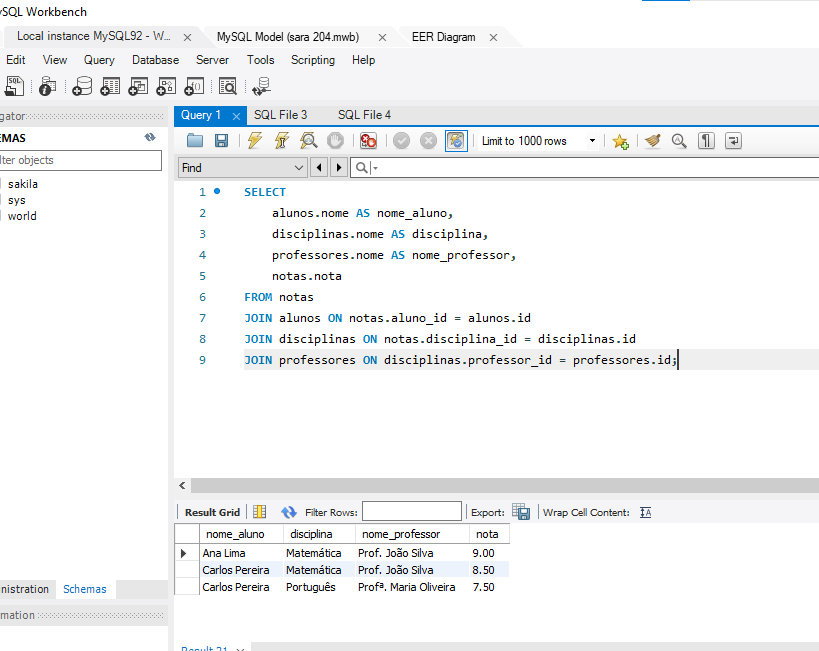 ySQL Workbench
Local instance MySQL92 - W... MySQL Model (sara 204.mwb) EER Diagram
Edit View Query Database Server Tools Scripting Help
gator
Query 1 SQL File 3 SQL File 4
EMAS
Limit to 1000 rows
lter objects
Find
sakila
sys
world
1 SELECT
2 alunos.nome AS nome_aluno,
3 disciplinas.nome AS disciplina,
4 professores.nome AS nome_professor,
5 notas.nota
6 FROM notas
7 JOIN alunos ON notas.aluno_id = alunos.id
8 JOIN disciplinas ON notas.disciplina_id = disciplinas.id
9 JOIN professores ON disciplinas.professor_id = professores.id;
Result Grid Filter Rows: Export: Wrap Cell Content: IA
nome_aluno disciplina nome_professor nota
Ana Lima Matemática Prof. João Silva 9.00
Carlos Pereira Matemática Prof. João Silva 8.50
Carlos Pereira Português Profª. Maria Oliveira 7.50
inistration Schemas
mation
Result 21